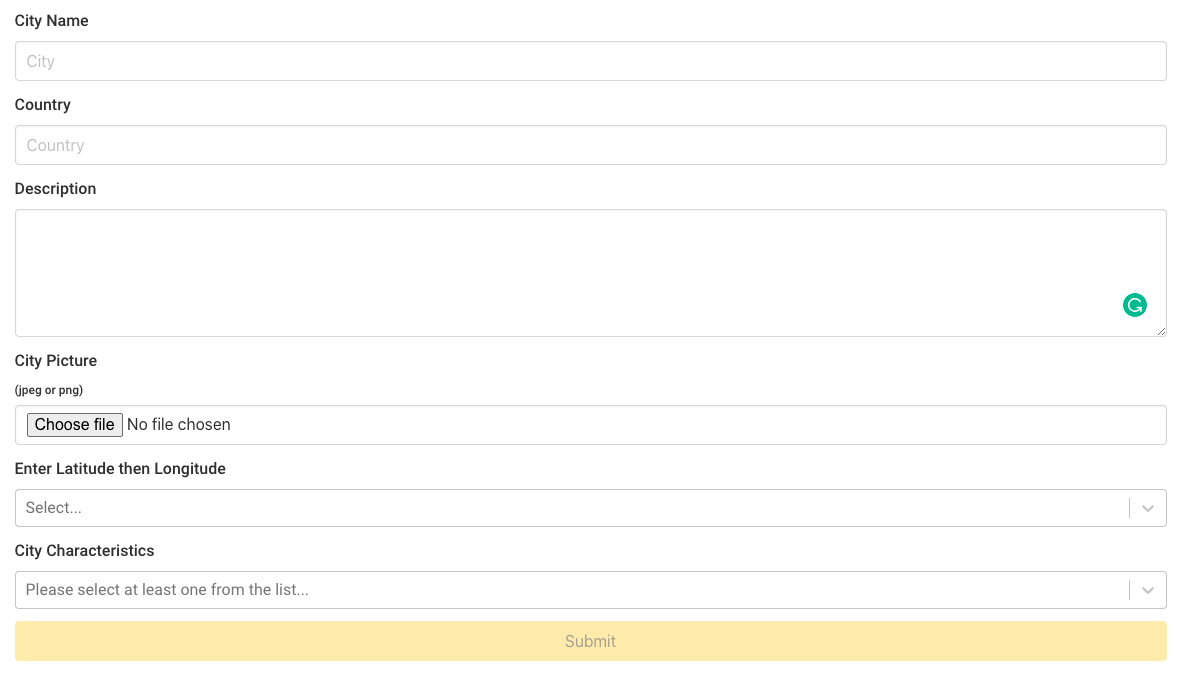 City Name
City
Country
Country
Description
City Picture
(jpeg or png)
Choose file No file chosen
Enter Latitude then Longitude
Select...
City Characteristics
Please select at least one from the list...
Submit